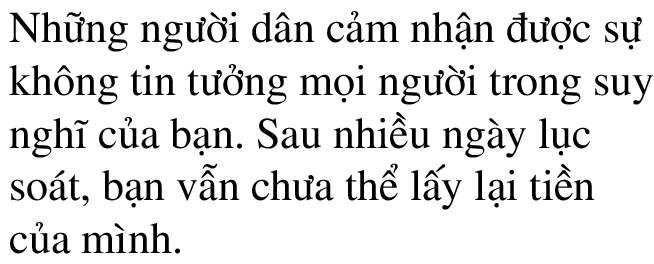 Những người dân cảm nhận được sự
không tin tưởng mọi người trong suy
nghĩ của bạn. Sau nhiều ngày lục
soát, bạn vẫn chưa thể lấy lại tiền
của mình.